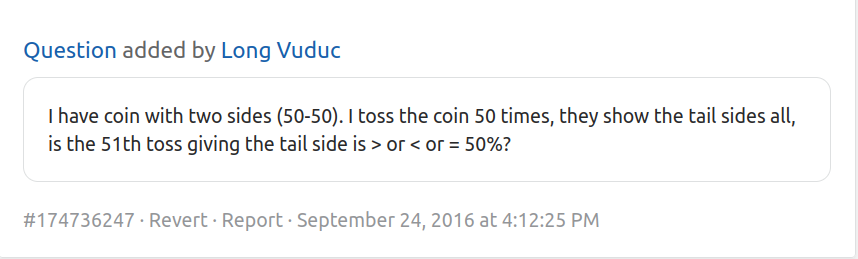 Question added by Long Vuduc
I have coin with two sides (50-50). I toss the coin 50 times, they show the tail sides all,
is the 51th toss giving the tail side is > or < or = 50%?
#174736247 · Revert · Report · September 24, 2016 at 4:12:25 PM